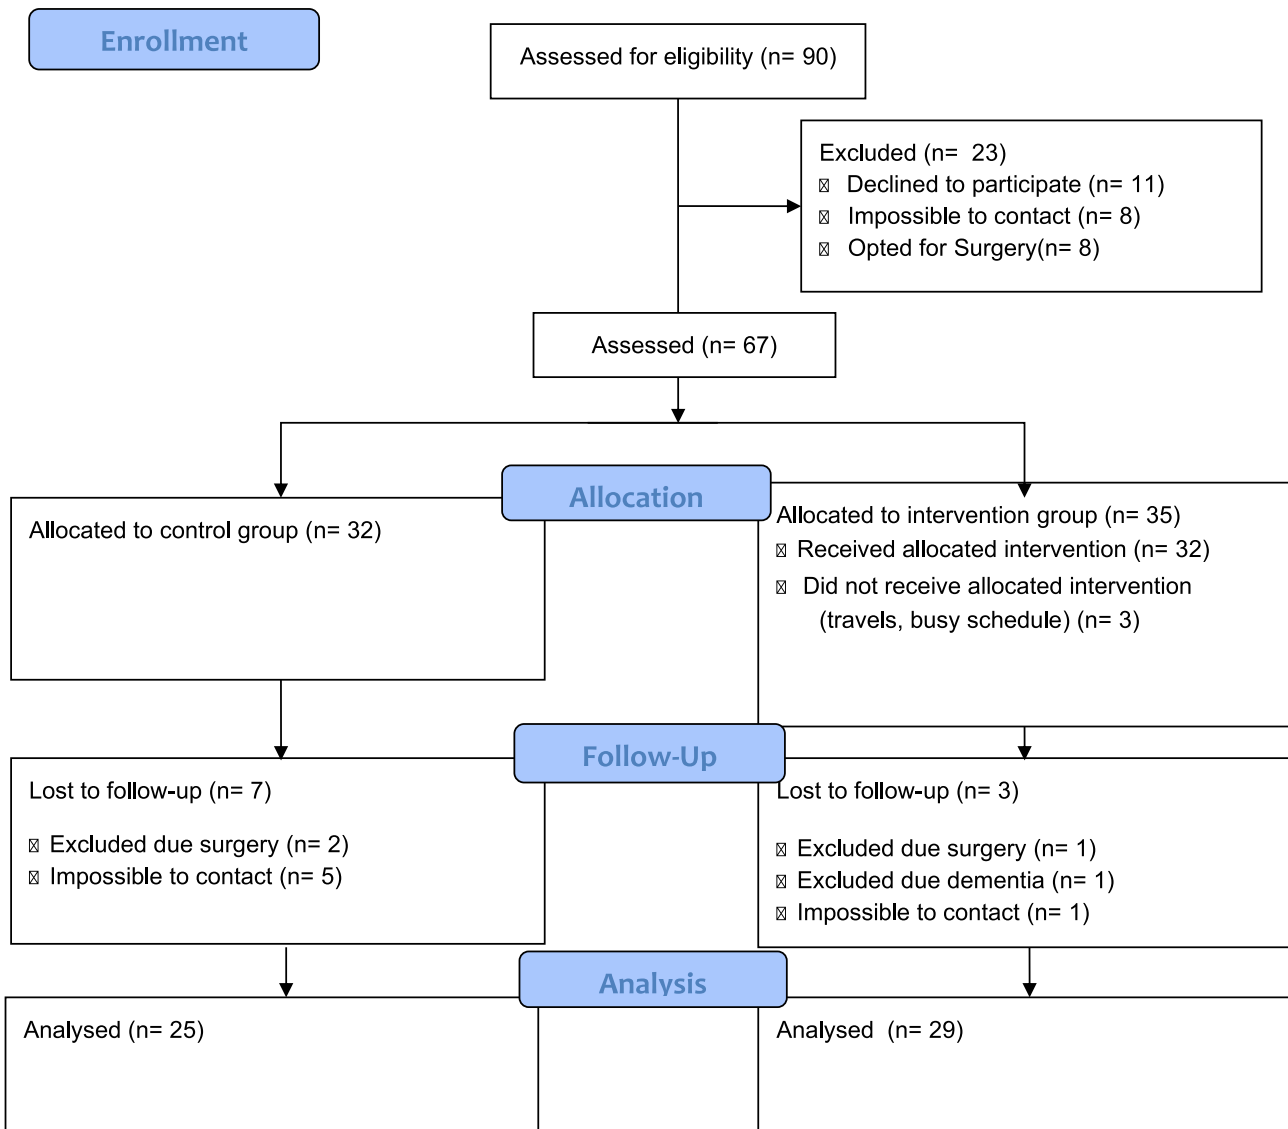 Enrollment
Assessed for eligibility (n= 90)
Excluded (n=  23)
Declined to participate (n= 11)
Impossible to contact (n= 8)
Opted for Surgery(n= 8)
Assessed (n= 67)
Allocation
Allocated to control group (n= 32)
Allocated to intervention group (n= 35)
Received allocated intervention (n= 32)
Did not receive allocated intervention
(travels, busy schedule) (n= 3)
Follow-Up
Lost to follow-up (n= 7)
Excluded due surgery (n= 2)
Impossible to contact (n= 5)
Lost to follow-up (n= 3)
Excluded due surgery (n= 1)
Excluded due dementia (n= 1)
Impossible to contact (n= 1)
Analysis
Analysed (n= 25)
Analysed  (n= 29)